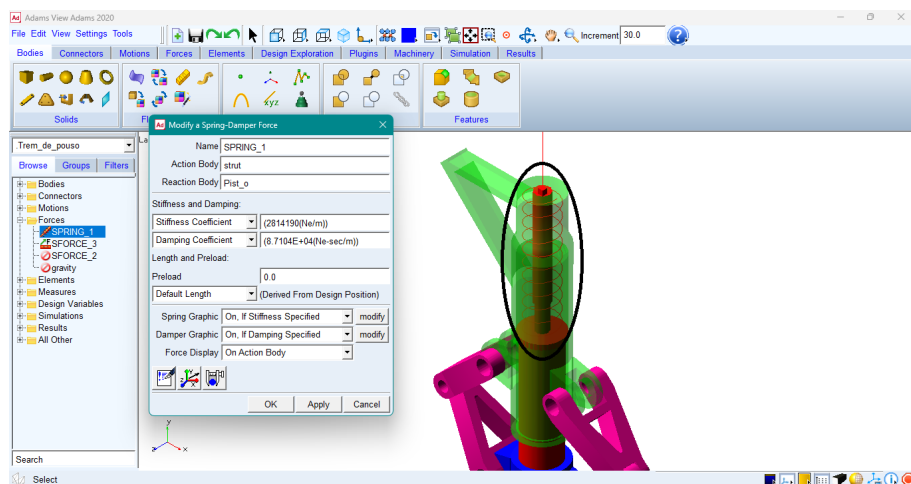 Ad Adams View Adams 2020
File Edit View Settings Tools
Increment 30.0
Bodies Connectors Motions Forces Elements Design Exploration Plugins Machinery Simulation Results
Solids
Features
Ad Modify a Spring-Damper Force
Name SPRING_1
Action Body strut
Reaction Body Pist_o
Stiffness and Damping:
Stiffness Coefficient (2814190(Ne/m))
Damping Coefficient (8.7104E+04(Ne-sec/m))
Length and Preload:
Preload 0.0
Default Length (Derived From Design Position)
Spring Graphic On, If Stiffness Specified modify
Damper Graphic On, If Damping Specified modify
Force Display On Action Body
OK Apply Cancel
.Trem_de_pouso
Browse Groups Filters
Bodies
Connectors
Motions
Forces
SPRING_1
SFORCE_3
SFORCE_2
gravity
Elements
Measures
Design Variables
Simulations
Results
All Other
Search
y
x
Select